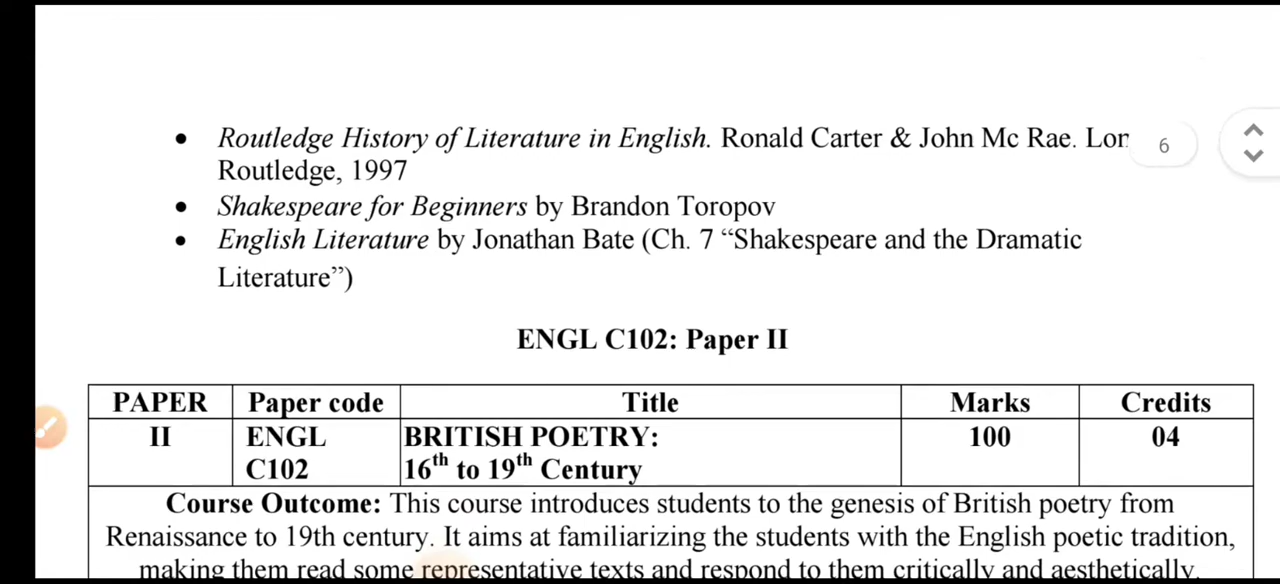 • Routledge History of Literature in English. Ronald Carter & John Mc Rae. Lon
6
Routledge, 1997
• Shakespeare for Beginners by Brandon Toropov
• English Literature by Jonathan Bate (Ch. 7 “Shakespeare and the Dramatic
Literature”)
ENGL C102: Paper II
PAPER Paper code Title Marks Credits
II ENGL BRITISH POETRY: 100 04
C102 16th to 19th Century
Course Outcome: This course introduces students to the genesis of British poetry from
Renaissance to 19th century. It aims at familiarizing the students with the English poetic tradition,
making them read some representative texts and respond to them critically and aesthetically.